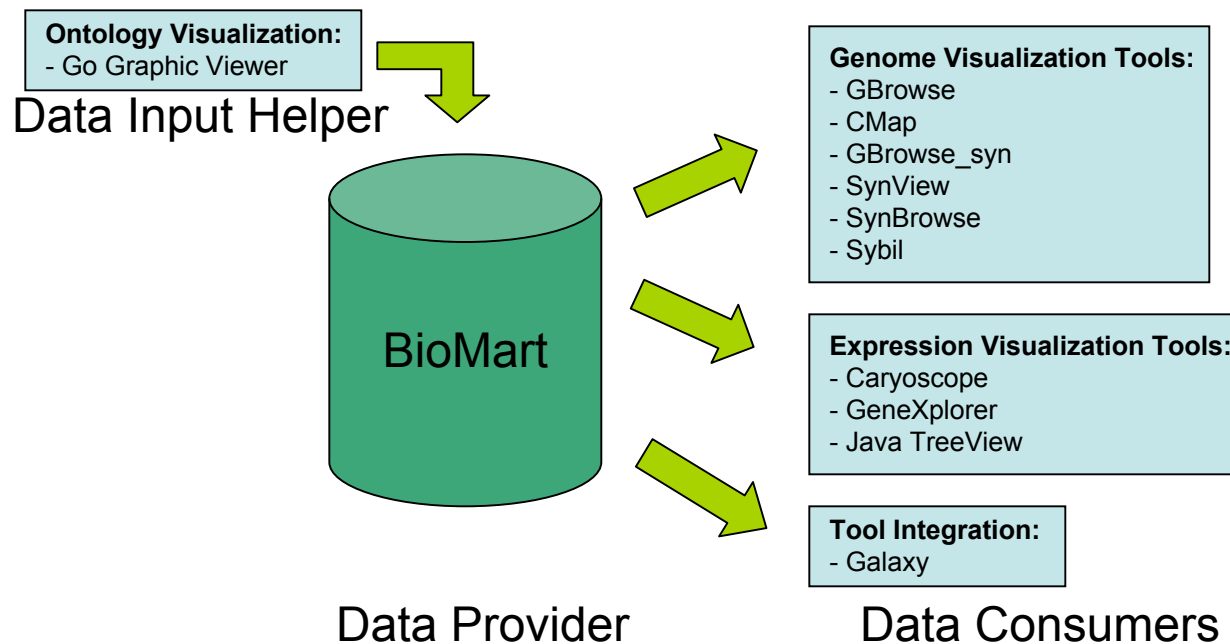 Ontology Visualization:
- Go Graphic Viewer
Data Input Helper
BioMart
Data Provider
Genome Visualization Tools:
- GBrowse
- CMap
- GBrowse_syn
- SynView
- SynBrowse
- Sybil
Expression Visualization Tools:
- Caryoscope
- GeneXplorer
- Java TreeView
Tool Integration:
- Galaxy
Data Consumers